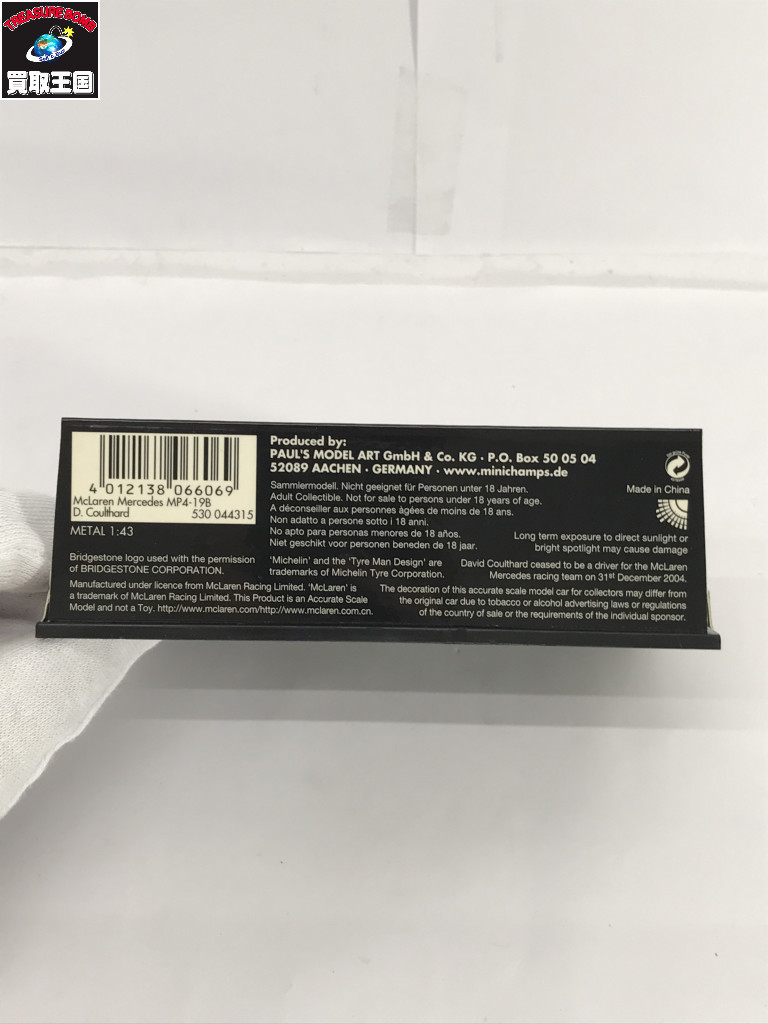 TREASURE BOMB
買取王国
4 012138 066069
McLaren Mercedes MP4-19B
D. Coulthard 530 044315
METAL 1:43
Produced by:
PAUL'S MODEL ART GmbH & Co. KG · P.O. Box 50 05 04
52089 AACHEN · GERMANY · www.minichamps.de
Sammlermodell. Nicht geeignet für Personen unter 18 Jahren.
Adult Collectible. Not for sale to persons under 18 years of age.
A déconseiller aux personnes âgées de moins de 18 ans.
Non adatto a persone sotto i 18 anni.
No apto para personas menores de 18 años.
Niet geschikt voor personen beneden de 18 jaar.
Made in China
Long term exposure to direct sunlight or
bright spotlight may cause damage
Bridgestone logo used with the permission
of BRIDGESTONE CORPORATION.
'Michelin' and the 'Tyre Man Design' are
trademarks of Michelin Tyre Corporation.
David Coulthard ceased to be a driver for the McLaren
Mercedes racing team on 31st December 2004.
Manufactured under licence from McLaren Racing Limited. 'McLaren' is
a trademark of McLaren Racing Limited. This Product is an Accurate Scale
Model and not a Toy. http://www.mclaren.com/http://www.mclaren.com.cn.
The decoration of this accurate scale model car for collectors may differ from
the original car due to tobacco or alcohol advertising laws or regulations
of the country of sale or the requirements of the individual sponsor.